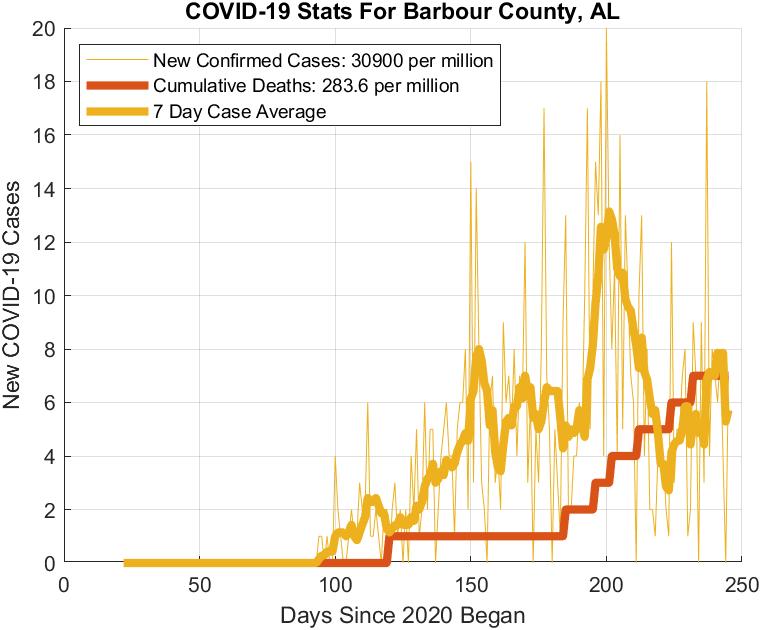 COVID-19 Stats For Barbour County, AL
New Confirmed Cases: 30900 per million
Cumulative Deaths: 283.6 per million
7 Day Case Average
New COVID-19 Cases
20
18
16
14
12
10
8
6
4
2
0
0 50 100 150 200 250
Days Since 2020 Began